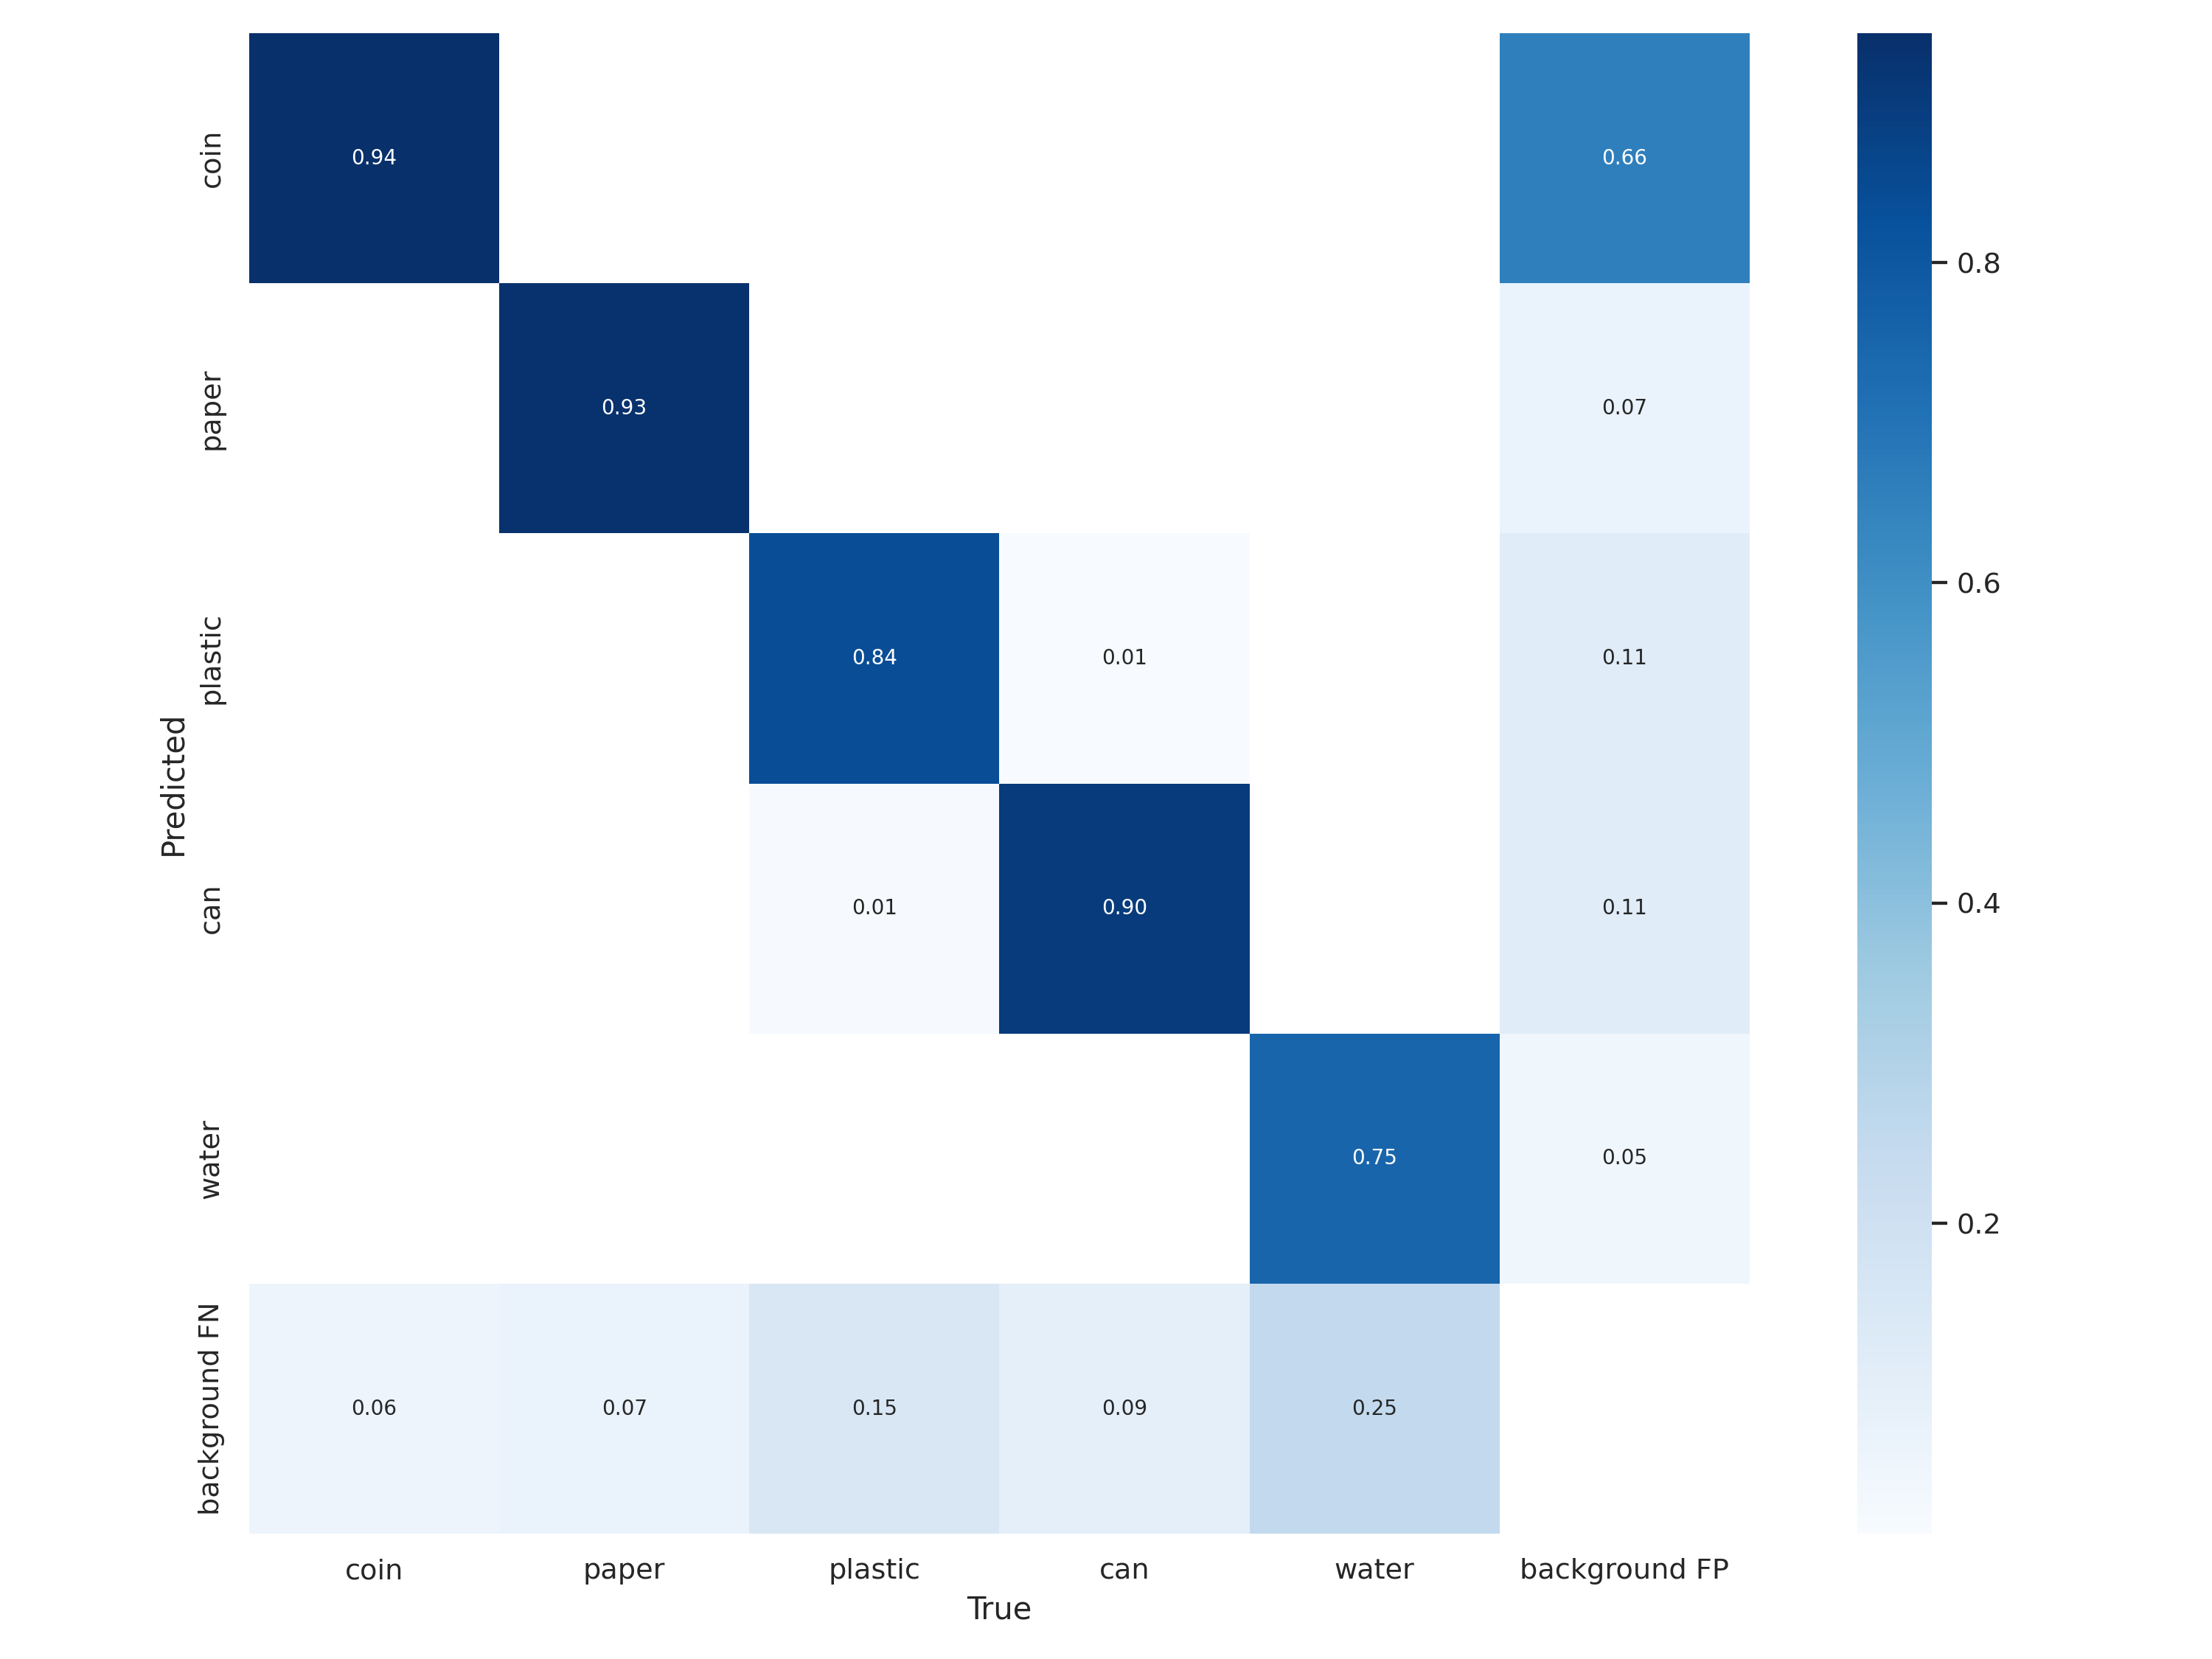 coin 0.94 0.66
paper 0.93 0.07
plastic 0.84 0.01 0.11
can 0.01 0.90 0.11
water 0.75 0.05
background FN 0.06 0.07 0.15 0.09 0.25
coin paper plastic can water background FP
True
Predicted
0.8
0.6
0.4
0.2